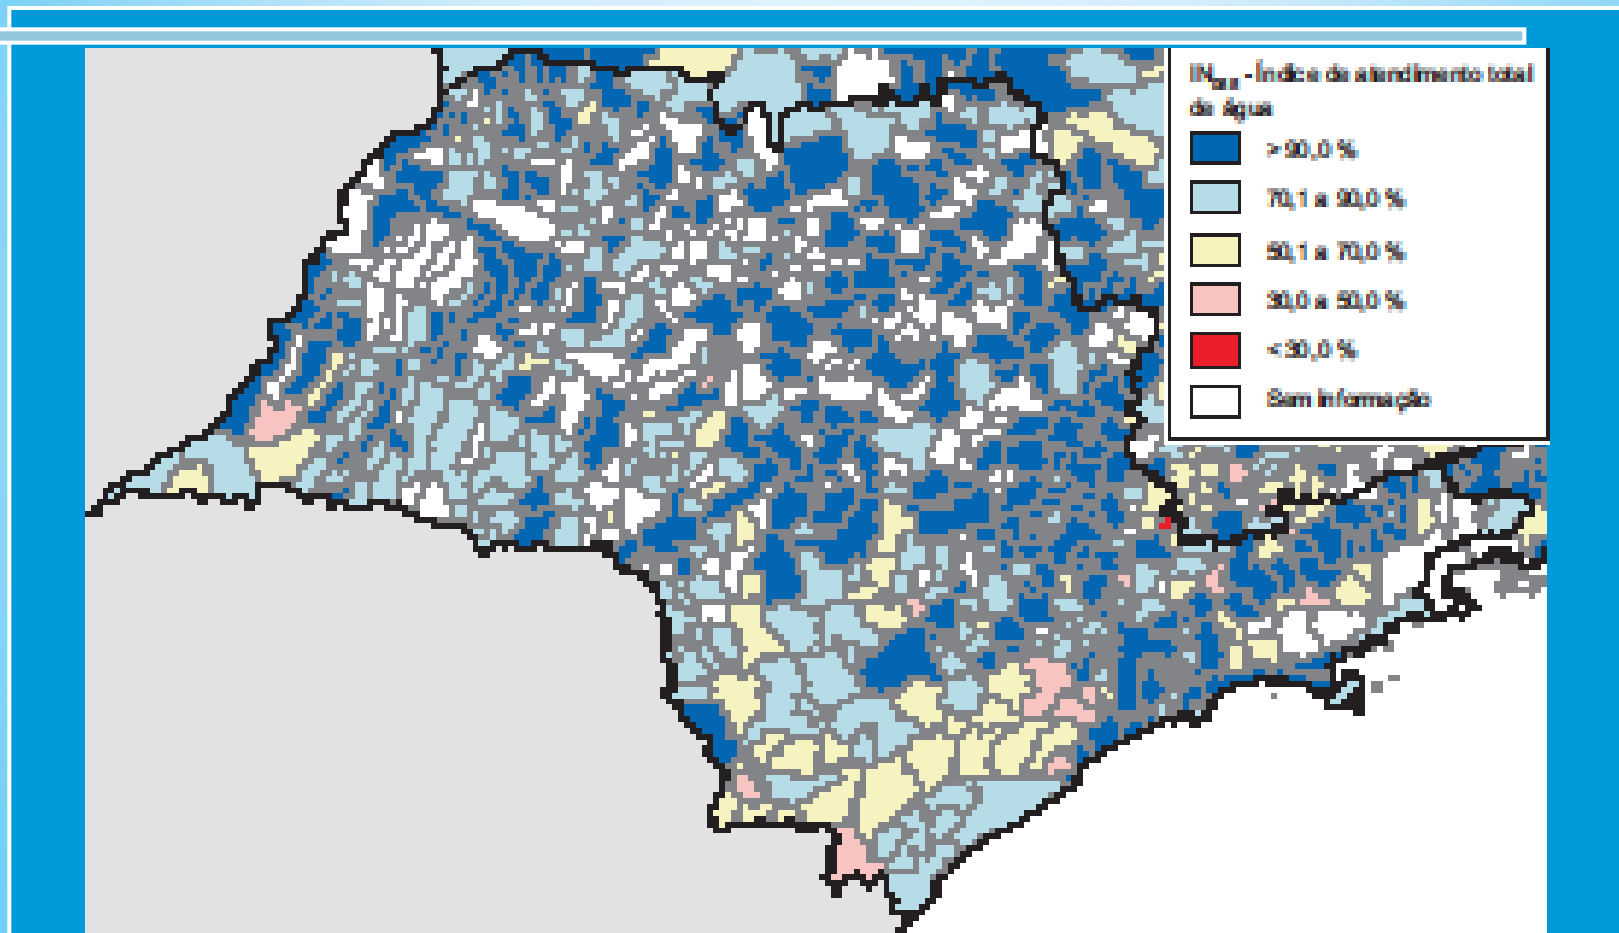 IN₀₅₅ - Índice de atendimento total
de água
> 90,0 %
70,1 a 90,0 %
50,1 a 70,0 %
30,0 a 50,0 %
< 30,0 %
Sem informação